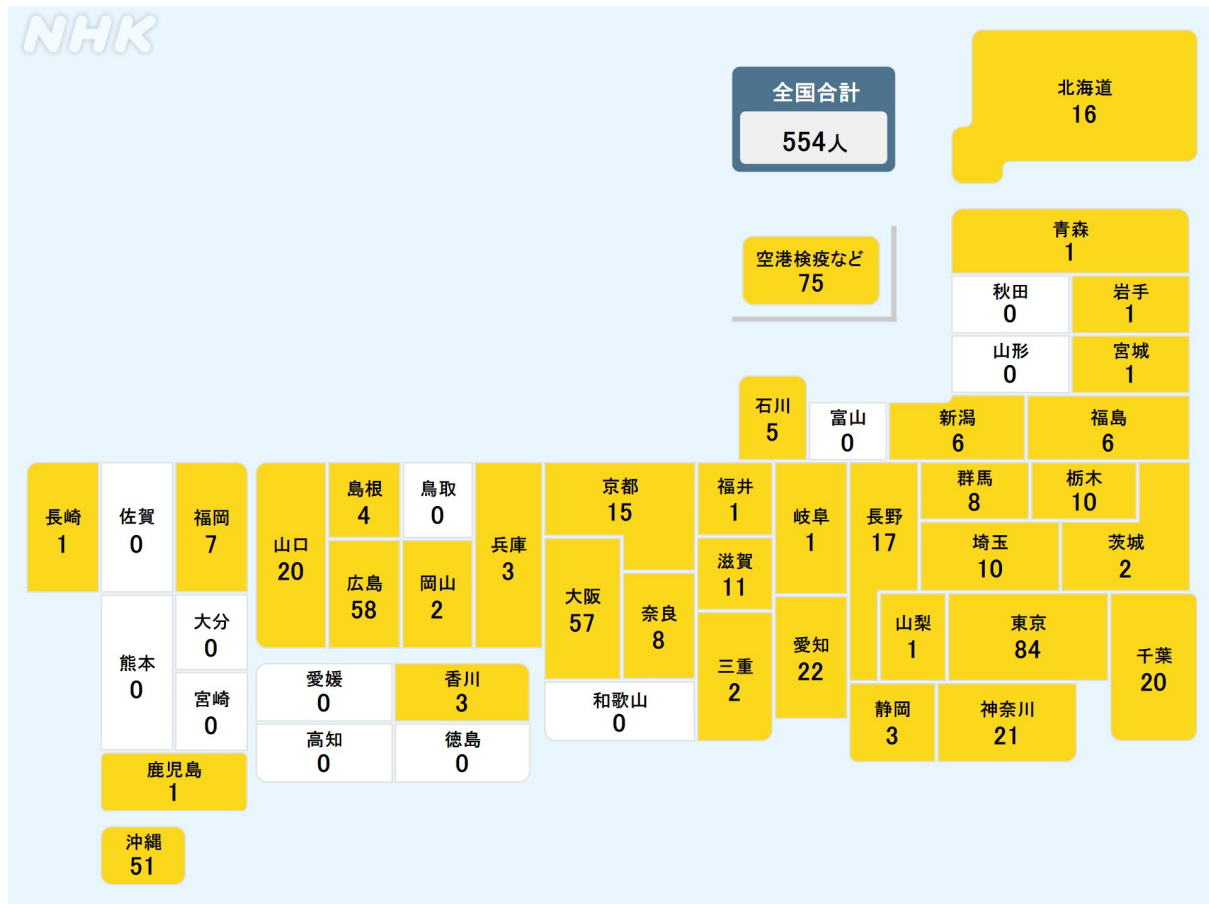 NHK
全国合計
554人
北海道
16
空港検疫など
75
青森
1
秋田
0
岩手
1
山形
0
宮城
1
石川
5
富山
0
新潟
6
福島
6
長崎
1
佐賀
0
福岡
7
山口
20
島根
4
鳥取
0
兵庫
3
京都
15
福井
1
岐阜
1
長野
17
群馬
8
栃木
10
広島
58
岡山
2
大阪
57
奈良
8
滋賀
11
埼玉
10
茨城
2
熊本
0
大分
0
宮崎
0
愛媛
0
香川
3
高知
0
徳島
0
和歌山
0
三重
2
愛知
22
山梨
1
東京
84
千葉
20
静岡
3
神奈川
21
鹿児島
1
沖縄
51